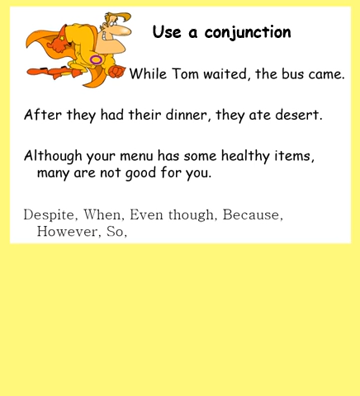 Use a conjunction
While Tom waited, the bus came.
After they had their dinner, they ate desert.
Although your menu has some healthy items,
many are not good for you.
Despite, When, Even though, Because,
However, So,